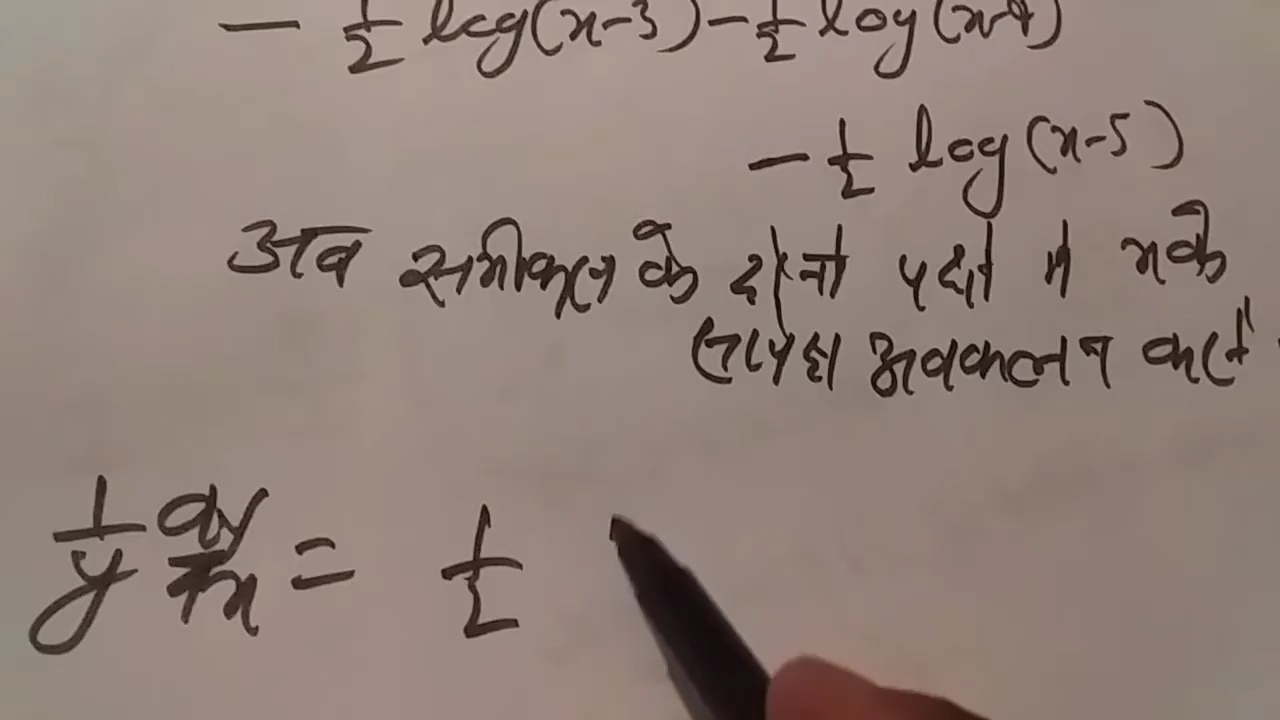 - 1/2 log(x-3) - 1/2 log(x-4)
- 1/2 log(x-5)
अब समीकरण के दोनों पक्षों में x के
सापेक्ष अवकलन करने
1/y dy/dx = 1/2